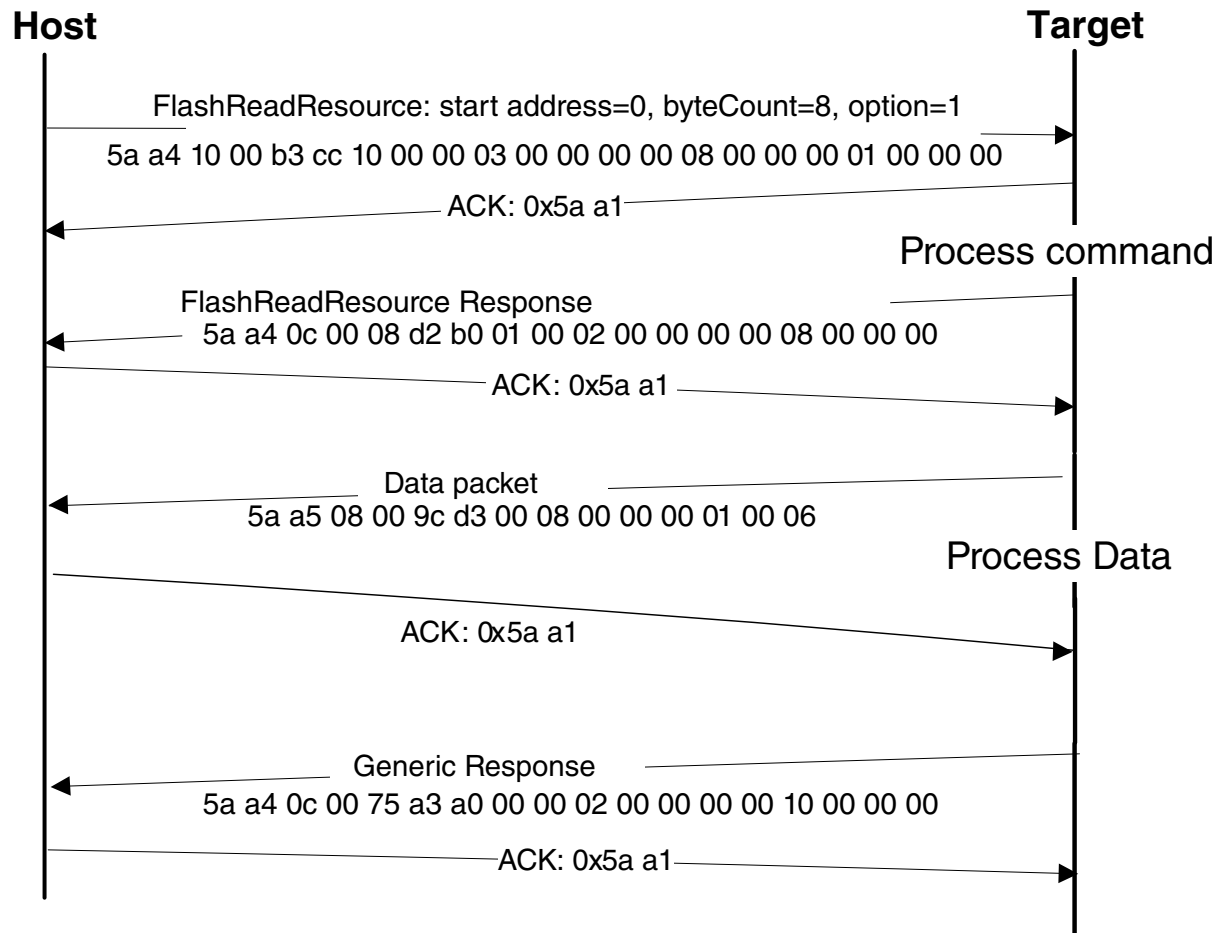 Host
Target
FlashReadResource: start address=0, byteCount=8, option=1
5a a4 10 00 b3 cc 10 00 00 03 00 00 00 00 08 00 00 00 01 00 00 00
ACK: 0x5a a1
Process command
FlashReadResource Response
5a a4 0c 00 08 d2 b0 01 00 02 00 00 00 00 08 00 00 00
ACK: 0x5a a1
Data packet
5a a5 08 00 9c d3 00 08 00 00 00 01 00 06
Process Data
ACK: 0x5a a1
Generic Response
5a a4 0c 00 75 a3 a0 00 00 02 00 00 00 00 10 00 00 00
ACK: 0x5a a1